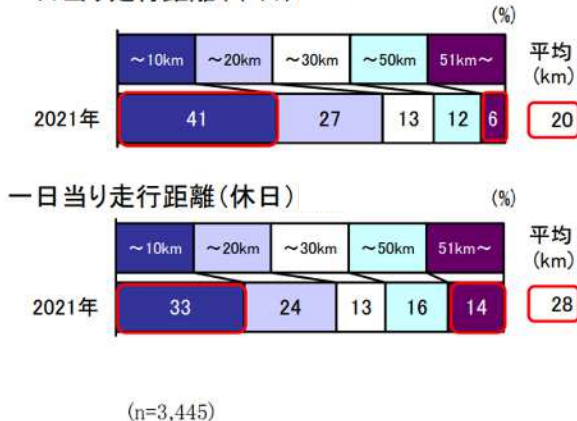 (%)
～10km ～20km ～30km ～50km 51km～ 平均(km)
2021年 41 27 13 12 6 20
一日当り走行距離(休日) (%)
～10km ～20km ～30km ～50km 51km～ 平均(km)
2021年 33 24 13 16 14 28
(n=3,445)